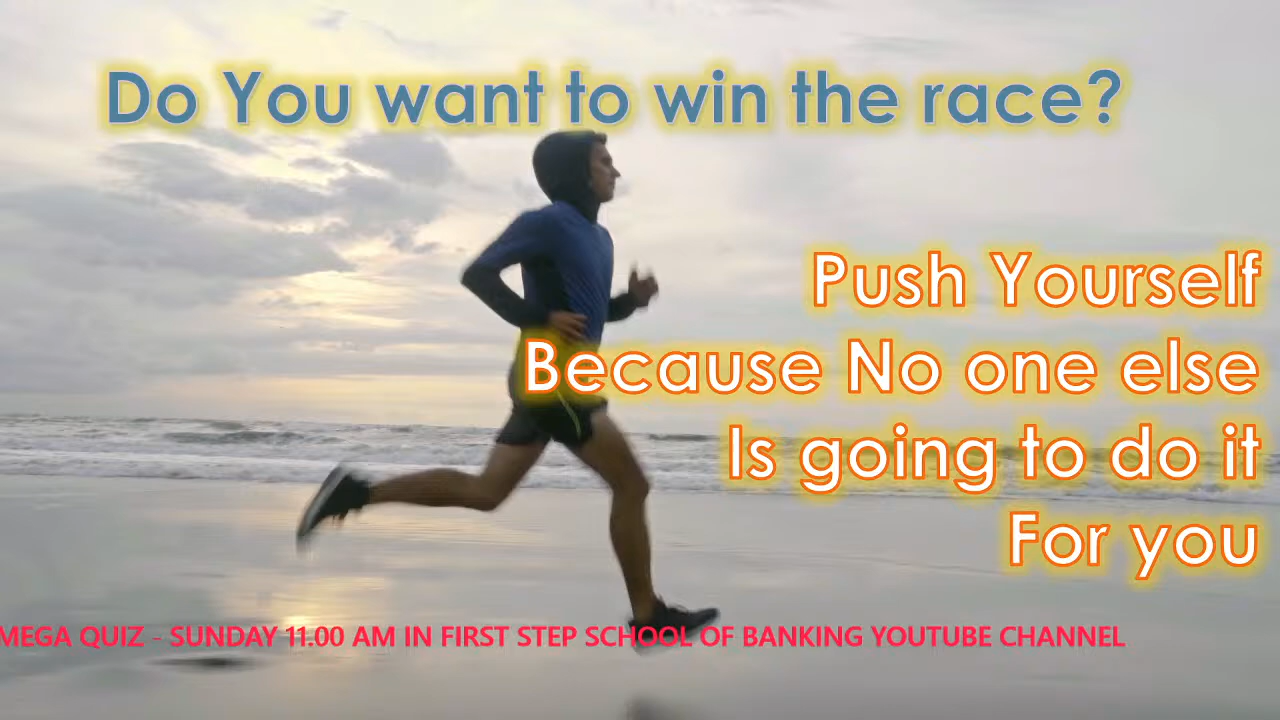 Do You want to win the race?
Push Yourself
Because No one else
Is going to do it
For you
MEGA QUIZ - SUNDAY 11.00 AM IN FIRST STEP SCHOOL OF BANKING YOUTUBE CHANNEL